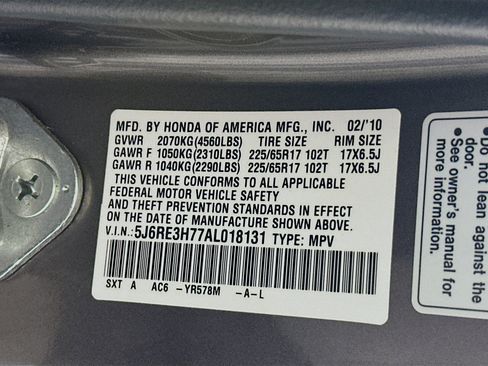 MFD. BY HONDA OF AMERICA MFG., INC. 02/'10
GVWR 2070KG(4560LBS) TIRE SIZE RIM SIZE
GAWR F 1050KG(2310LBS) 225/65R17 102T 17X6.5J
GAWR R 1040KG(2290LBS) 225/65R17 102T 17X6.5J
THIS VEHICLE CONFORMS TO ALL APPLICABLE
FEDERAL MOTOR VEHICLE SAFETY
AND THEFT PREVENTION STANDARDS IN EFFECT
ON THE DATE OF MANUFACTURE SHOWN ABOVE.
V.I.N.: 5J6RE3H77AL018131 TYPE: MPV
SXT A AC6 -YR578M -A-L
• Do not
door.
• See owner's
manual for
more
information.